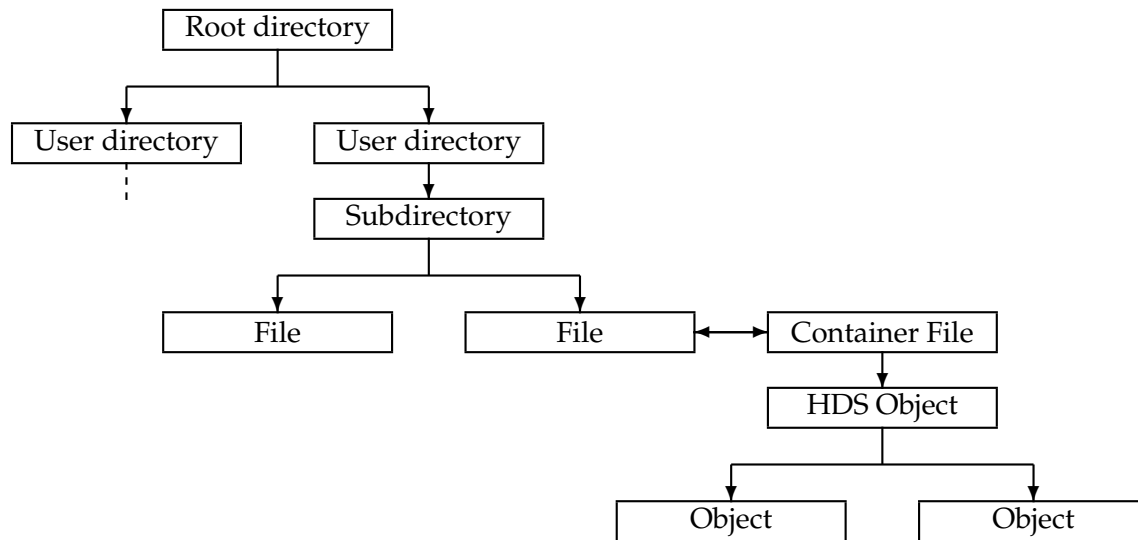 Root directory
User directory
User directory
Subdirectory
File
File
Container File
HDS Object
Object
Object